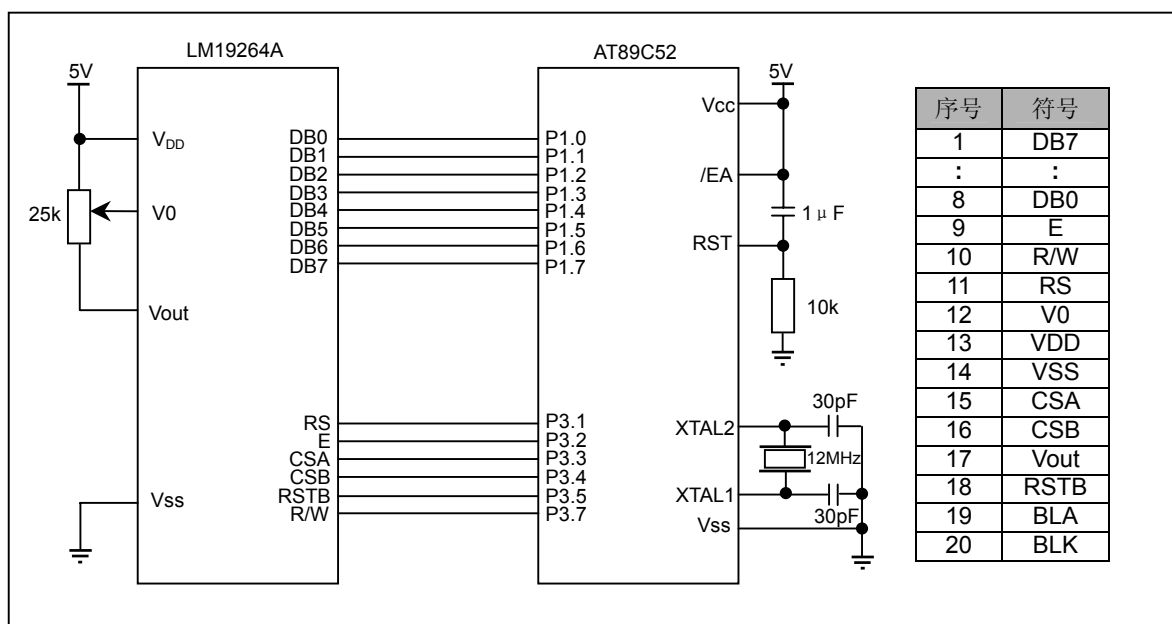 LM19264A
5V
V_DD
25k
V0
Vout
Vss
DB0
DB1
DB2
DB3
DB4
DB5
DB6
DB7
RS
E
CSA
CSB
RSTB
R/W
AT89C52
P1.0
P1.1
P1.2
P1.3
P1.4
P1.5
P1.6
P1.7
P3.1
P3.2
P3.3
P3.4
P3.5
P3.7
5V
Vcc
/EA
1μF
RST
10k
30pF
XTAL2
12MHz
XTAL1
30pF
Vss
序号 符号
1 DB7
: :
8 DB0
9 E
10 R/W
11 RS
12 V0
13 VDD
14 VSS
15 CSA
16 CSB
17 Vout
18 RSTB
19 BLA
20 BLK